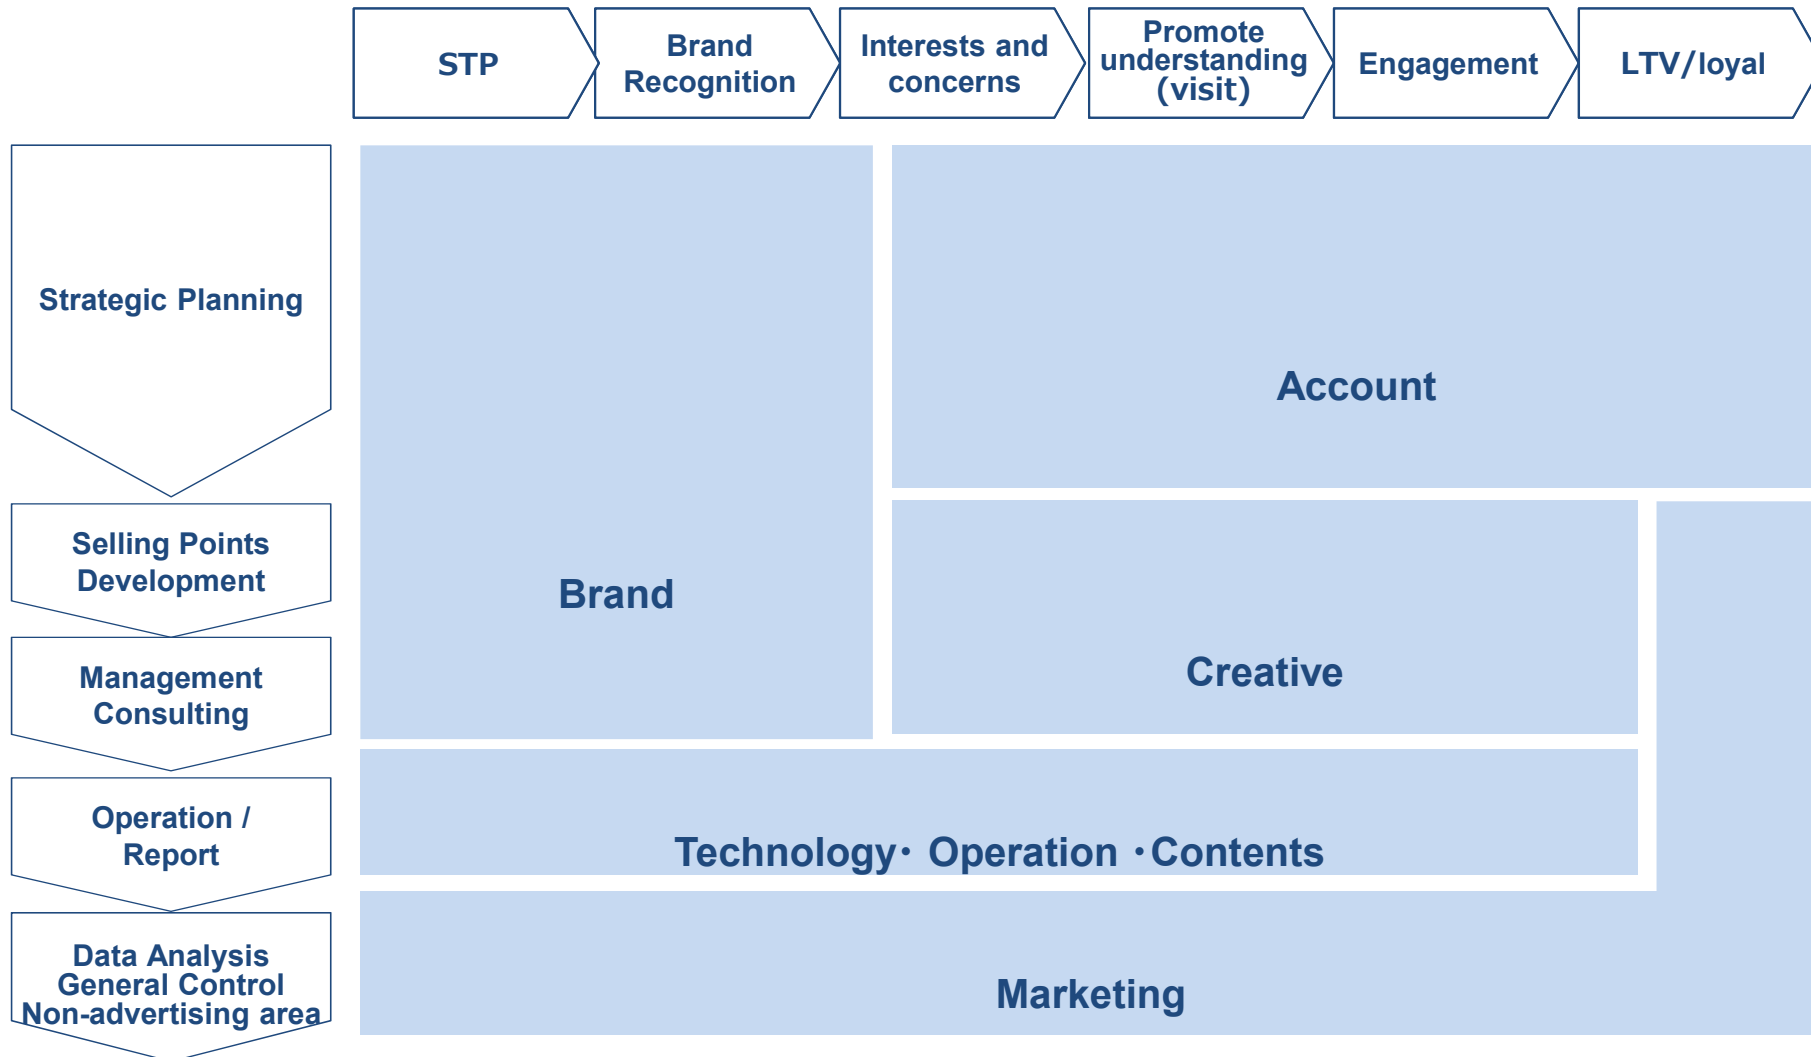 STP
Brand
Recognition
Interests and
concerns
Promote
understanding
(visit)
Engagement
LTV/loyal
Strategic Planning
Account
Selling Points
Development
Brand
Management
Consulting
Creative
Operation /
Report
Technology・ Operation ・Contents
Data Analysis
General Control
Non-advertising area
Marketing